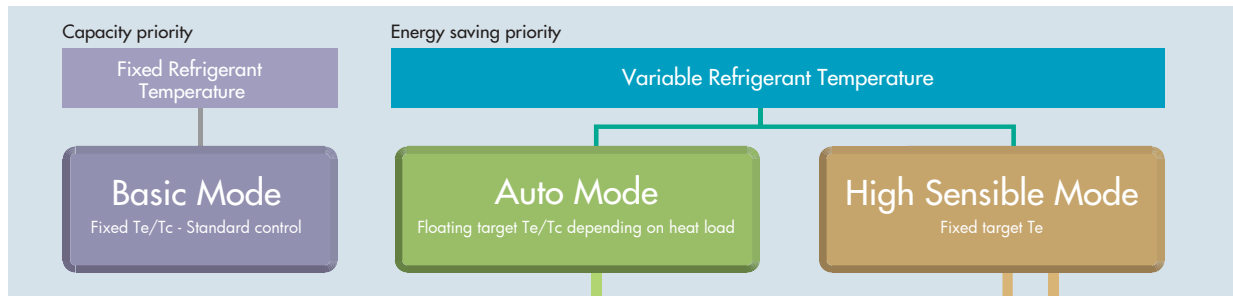 Capacity priority
Energy saving priority
Fixed Refrigerant
Temperature
Variable Refrigerant Temperature
Basic Mode
Fixed Te/Tc - Standard control
Auto Mode
Floating target Te/Tc depending on heat load
High Sensible Mode
Fixed target Te